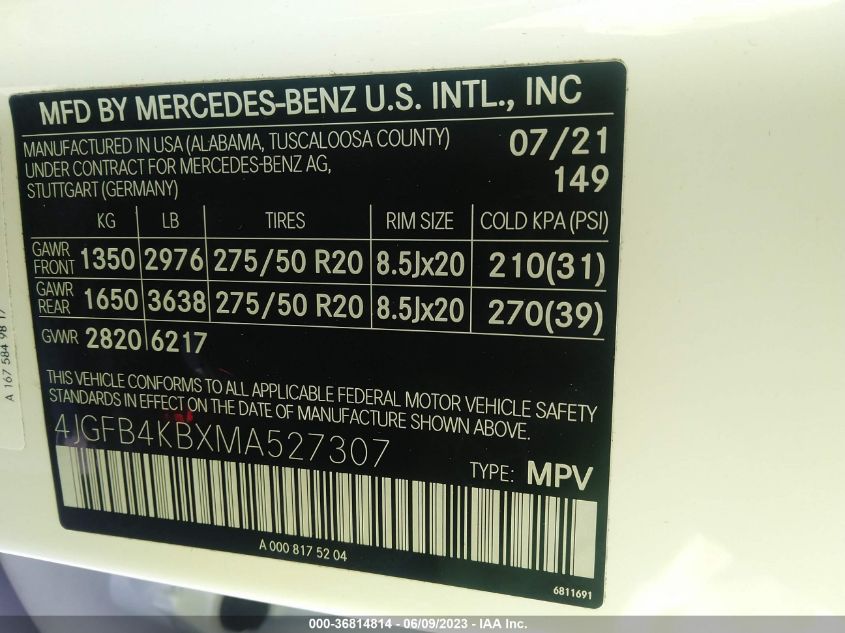 MFD BY MERCEDES-BENZ U.S. INTL., INC
MANUFACTURED IN USA (ALABAMA, TUSCALOOSA COUNTY)
UNDER CONTRACT FOR MERCEDES-BENZ AG,
STUTTGART (GERMANY)
07/21
149
KG LB TIRES RIM SIZE COLD KPA (PSI)
GAWR FRONT 1350 2976 275/50 R20 8.5Jx20 210(31)
GAWR REAR 1650 3638 275/50 R20 8.5Jx20 270(39)
GVWR 2820 6217
THIS VEHICLE CONFORMS TO ALL APPLICABLE FEDERAL MOTOR VEHICLE SAFETY
STANDARDS IN EFFECT ON THE DATE OF MANUFACTURE SHOWN ABOVE.
4JGFB4KBXMA527307
TYPE: MPV
A 000 817 52 04
6811691
A 167 584 98 17
000-36814814 - 06/09/2023 - IAA Inc.